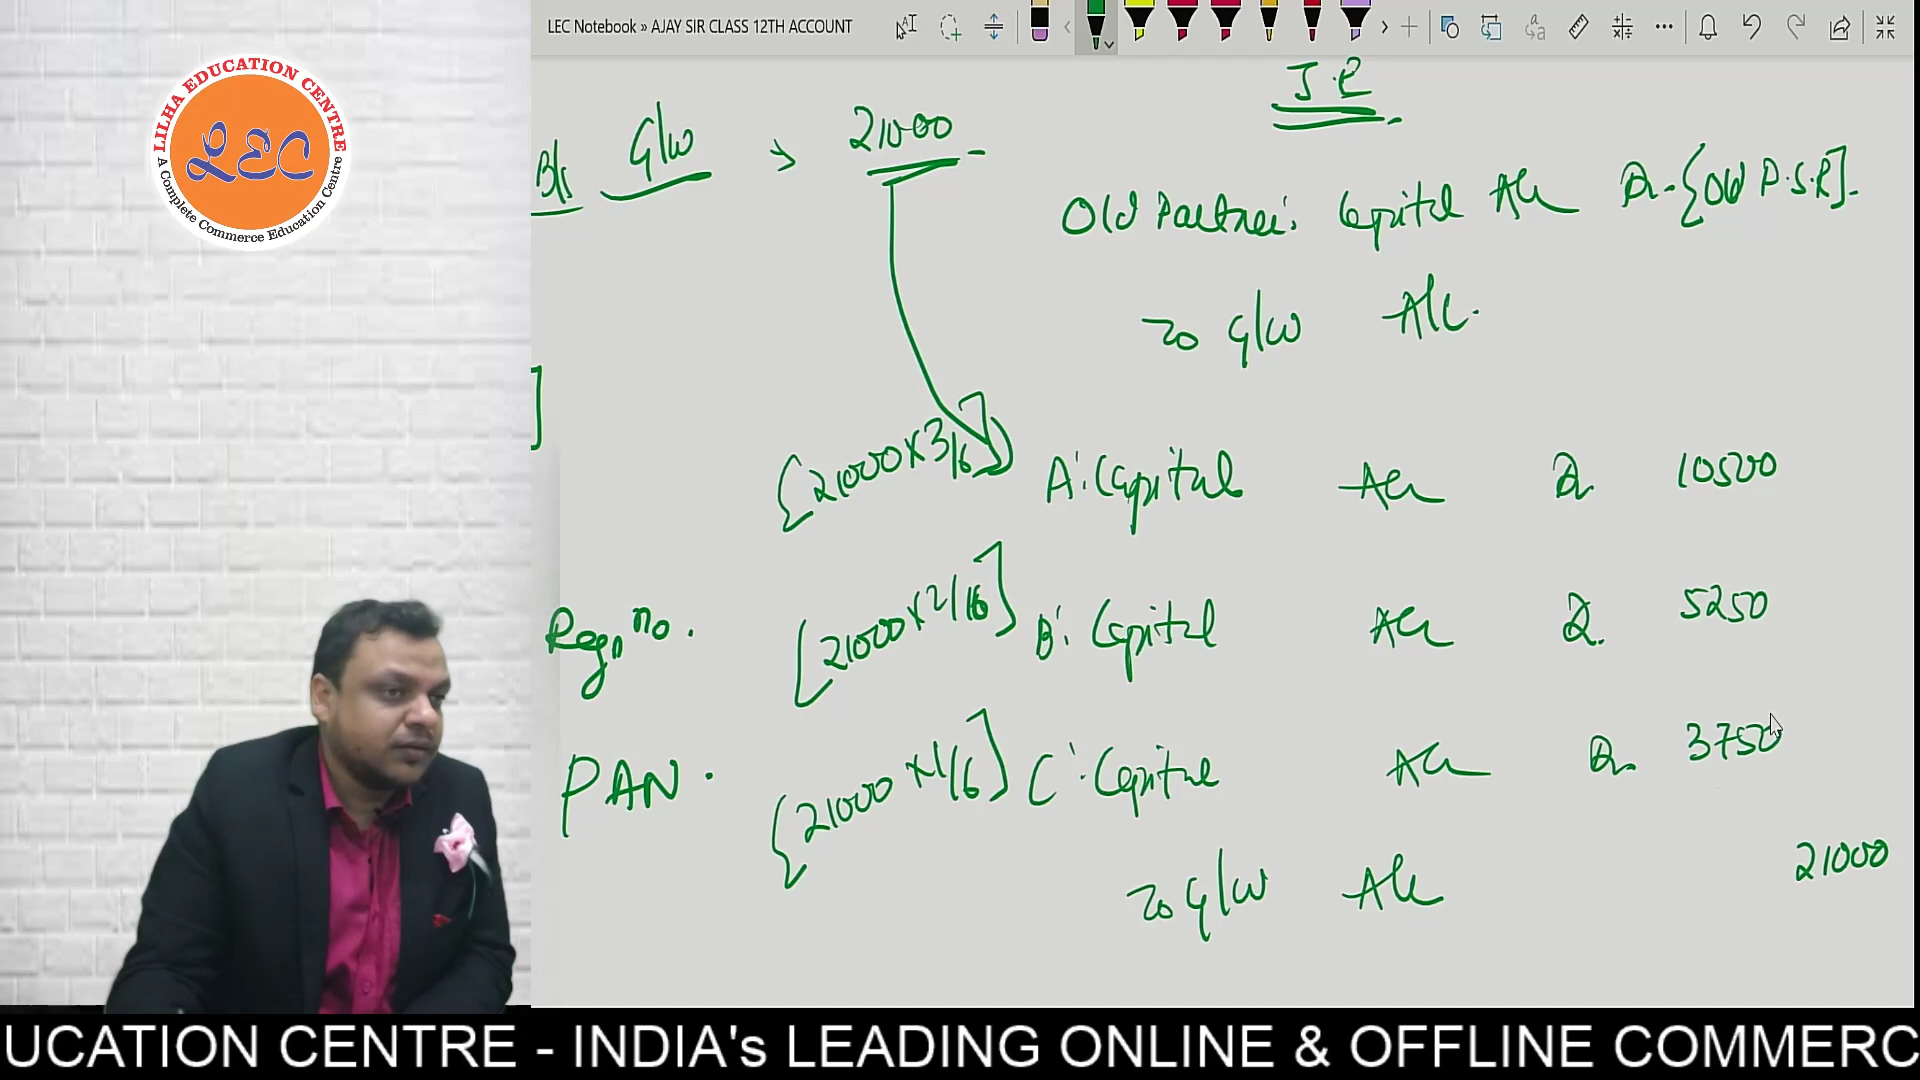 LEC Notebook » AJAY SIR CLASS 12TH ACCOUNT
LILHA EDUCATION CENTRE
LEC
A Complete Commerce Education Centre
J.E
B/s G/w → 21000
Old Partner's Capital A/c Dr. {Old P.S.R].
To G/w A/c.
{21000 x 3/6] A's Capital A/c Dr 10500
[21000 x 2/6] B's Capital A/c Dr. 5250
Regn no.
{21000 x 1/6] C's Capital A/c Dr. 3750
PAN.
To G/w A/c 21000
UCATION CENTRE - INDIA's LEADING ONLINE & OFFLINE COMMERC